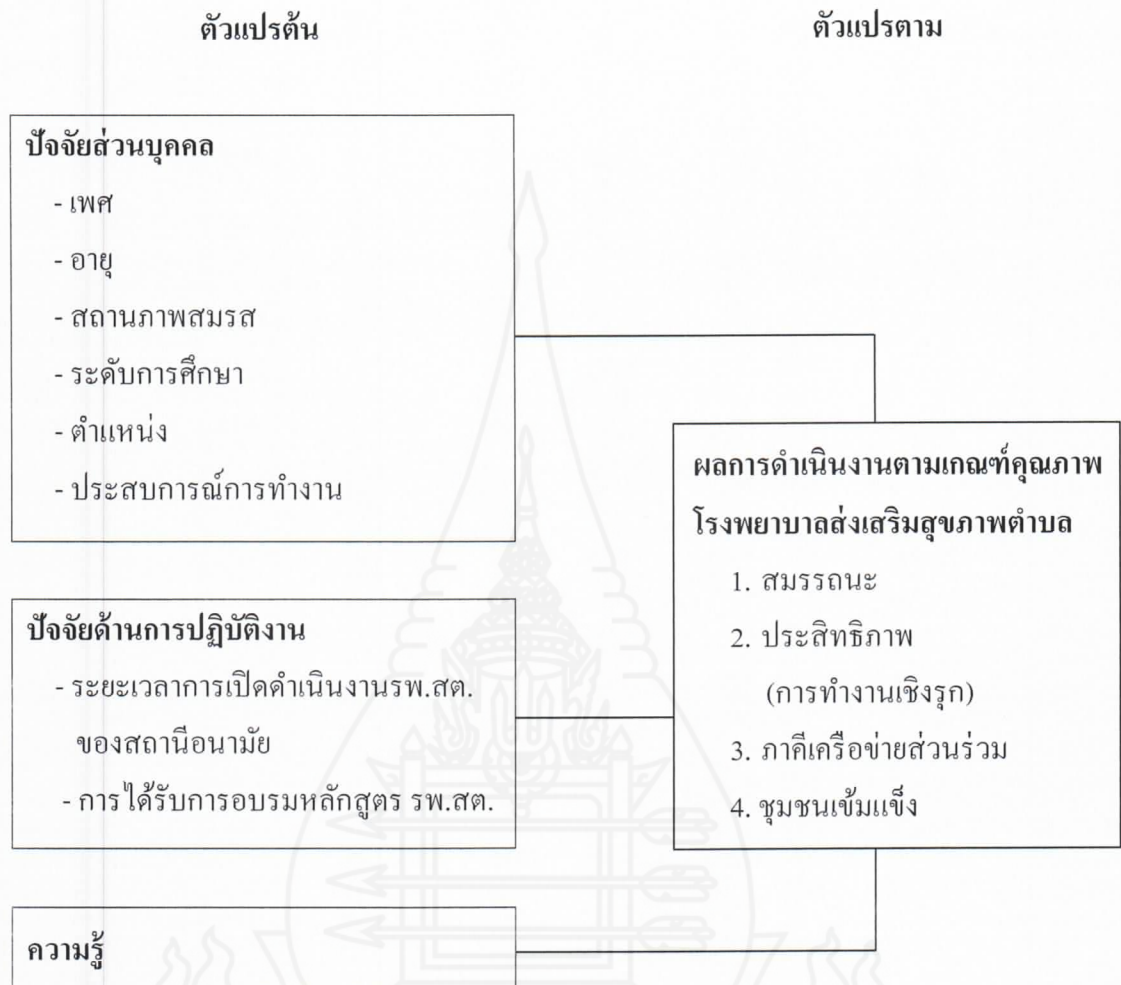 ตัวแปรต้น
ตัวแปรตาม
ปัจจัยส่วนบุคคล
- เพศ
- อายุ
- สถานภาพสมรส
- ระดับการศึกษา
- ตำแหน่ง
- ประสบการณ์การทำงาน
ปัจจัยด้านการปฏิบัติงาน
- ระยะเวลาการเปิดดำเนินงานรพ.สต.
ของสถานีอนามัย
- การได้รับการอบรมหลักสูตร รพ.สต.
ความรู้
ผลการดำเนินงานตามเกณฑ์คุณภาพ
โรงพยาบาลส่งเสริมสุขภาพตำบล
1. สมรรถนะ
2. ประสิทธิภาพ
(การทำงานเชิงรุก)
3. ภาคีเครือข่ายส่วนร่วม
4. ชุมชนเข้มแข็ง